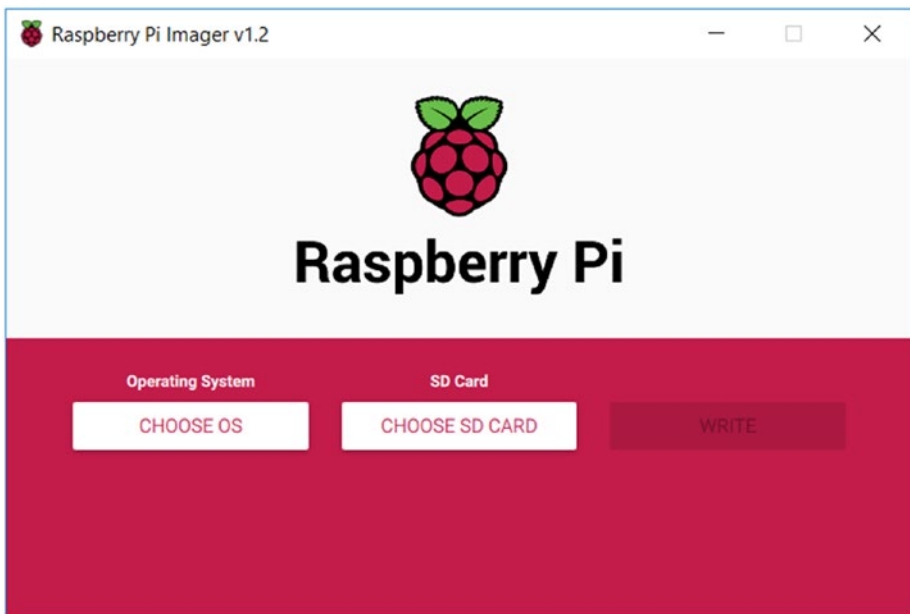 Raspberry Pi Imager v1.2
Raspberry Pi
Operating System SD Card
CHOOSE OS CHOOSE SD CARD WRITE